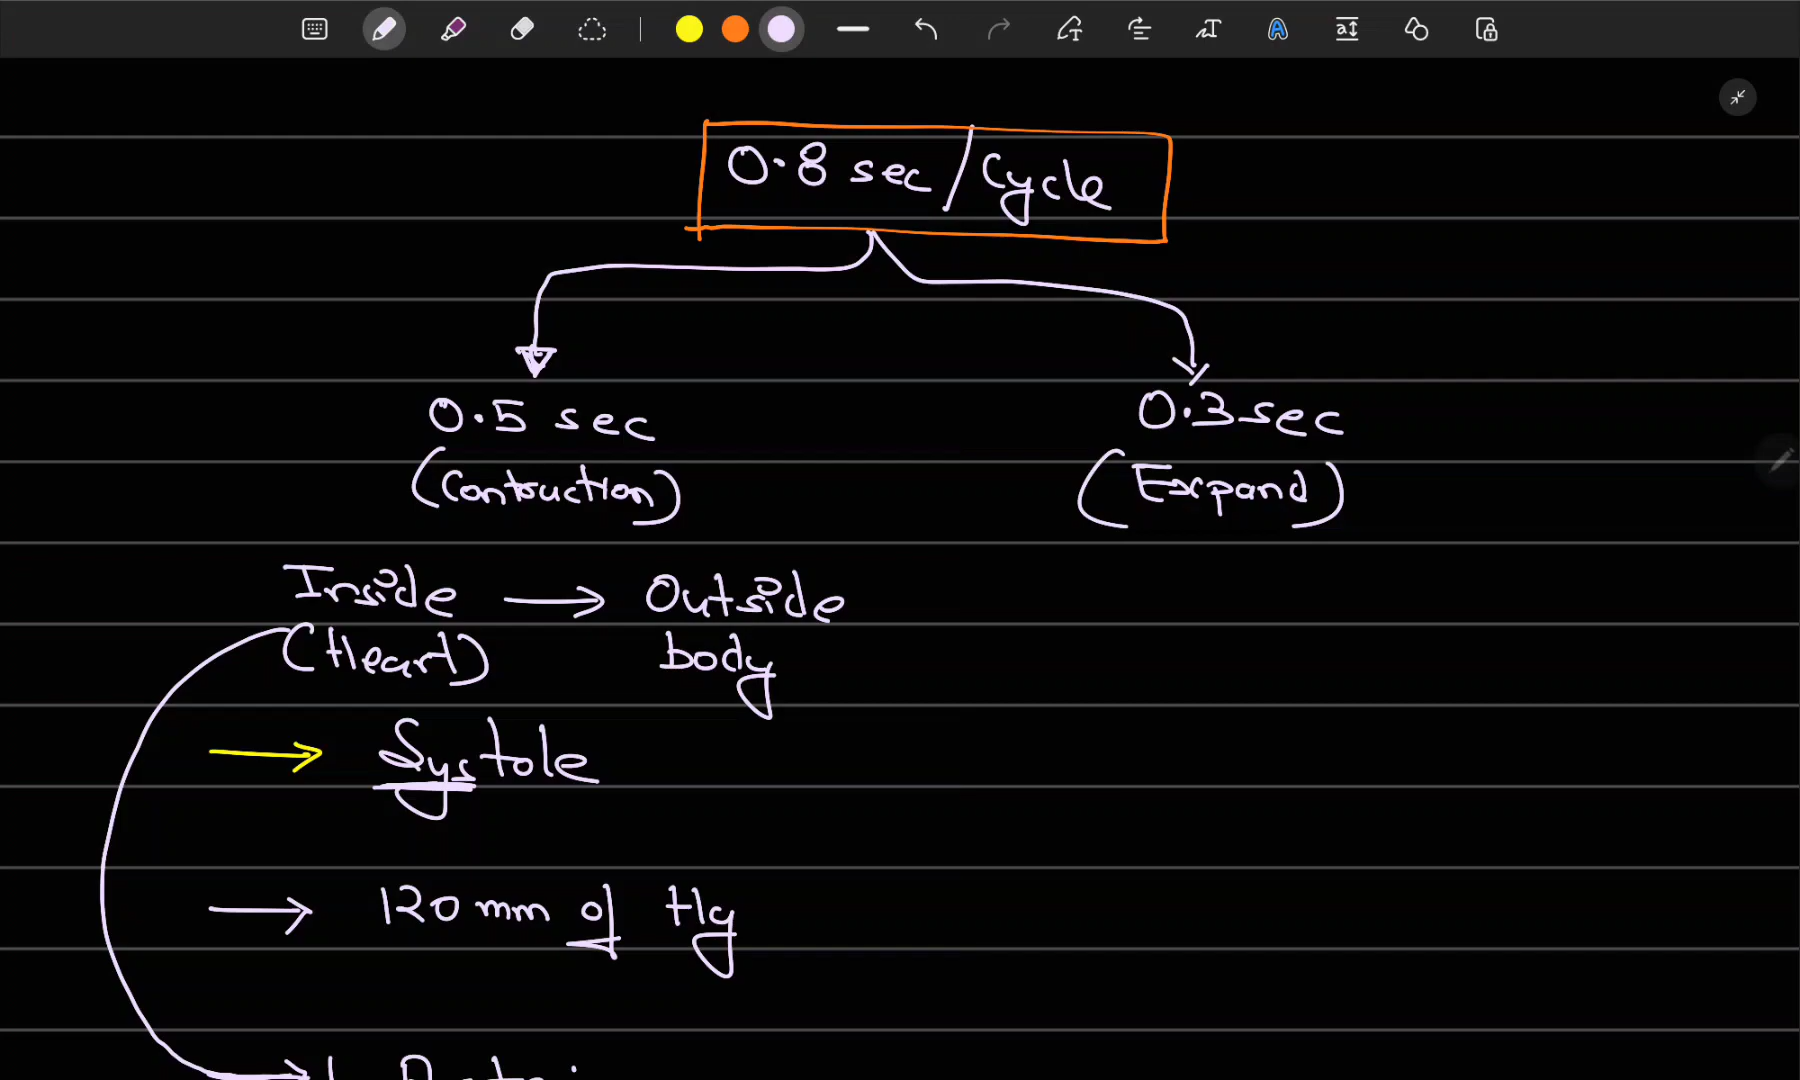 0.8 sec/Cycle
0.5 sec
(Contruction)
0.3 sec
(Expand)
Inside → Outside
(Heart) body
→ Systole
→ 120 mm of Hg